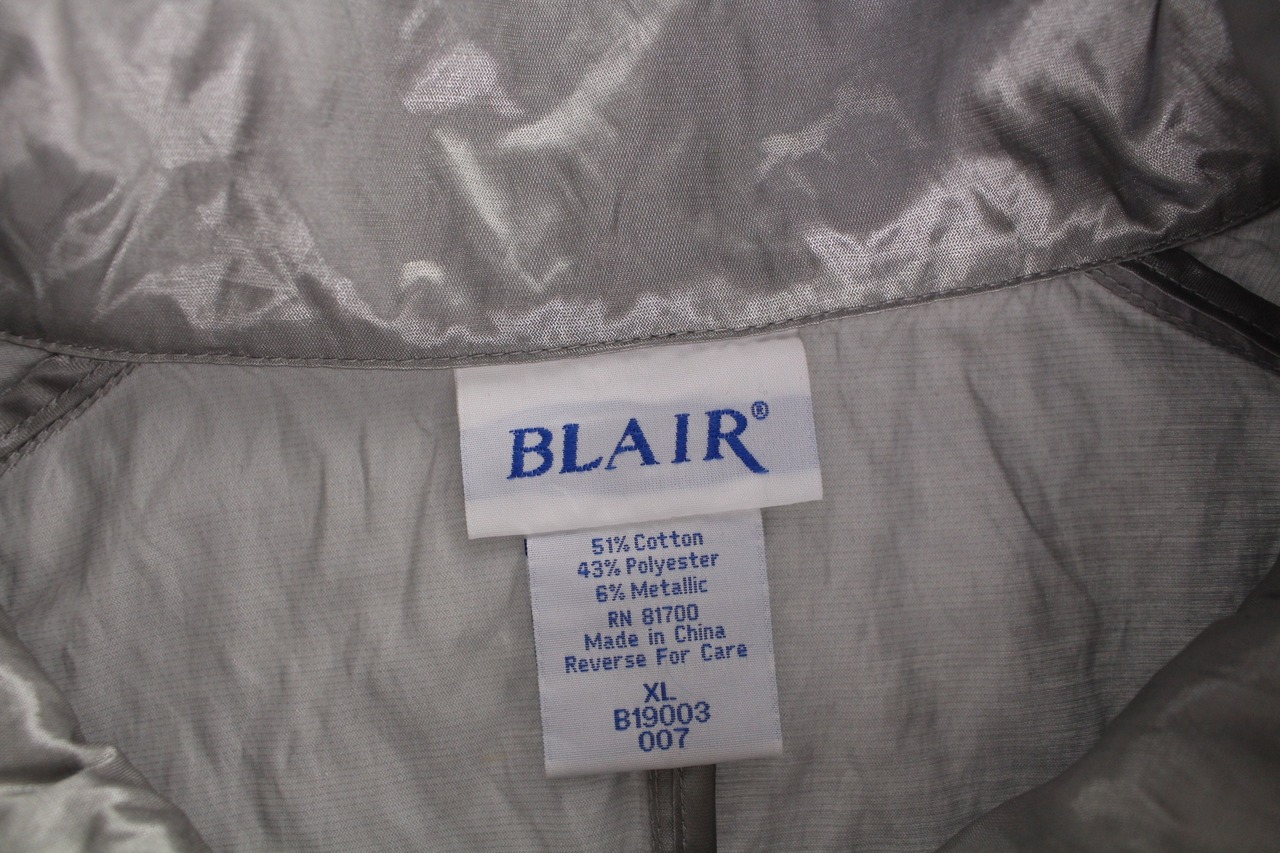 BLAIR®
51% Cotton
43% Polyester
6% Metallic
RN 81700
Made in China
Reverse For Care
XL
B19003
007